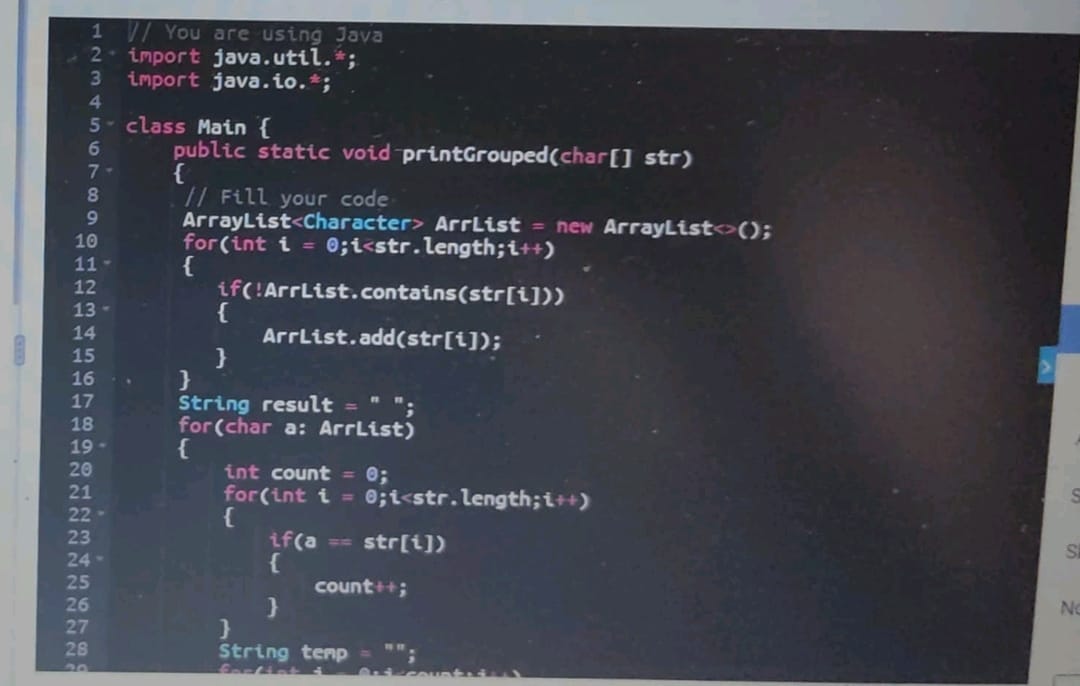 1 // You are using Java
2 import java.util.*;
3 import java.io.*;
4
5 class Main {
6 public static void printGrouped(char[] str)
7 {
8 // Fill your code
9 ArrayList<Character> ArrList = new ArrayList<>();
10 for(int i = 0;i<str.length;i++)
11 {
12 if(!ArrList.contains(str[i]))
13 {
14 ArrList.add(str[i]);
15 }
16 }
17 String result = " ";
18 for(char a: ArrList)
19 {
20 int count = 0;
21 for(int i = 0;i<str.length;i++)
22 {
23 if(a == str[i])
24 {
25 count++;
26 }
27 }
28 String temp = "";
29 for(int i = 0;i<count;i++)